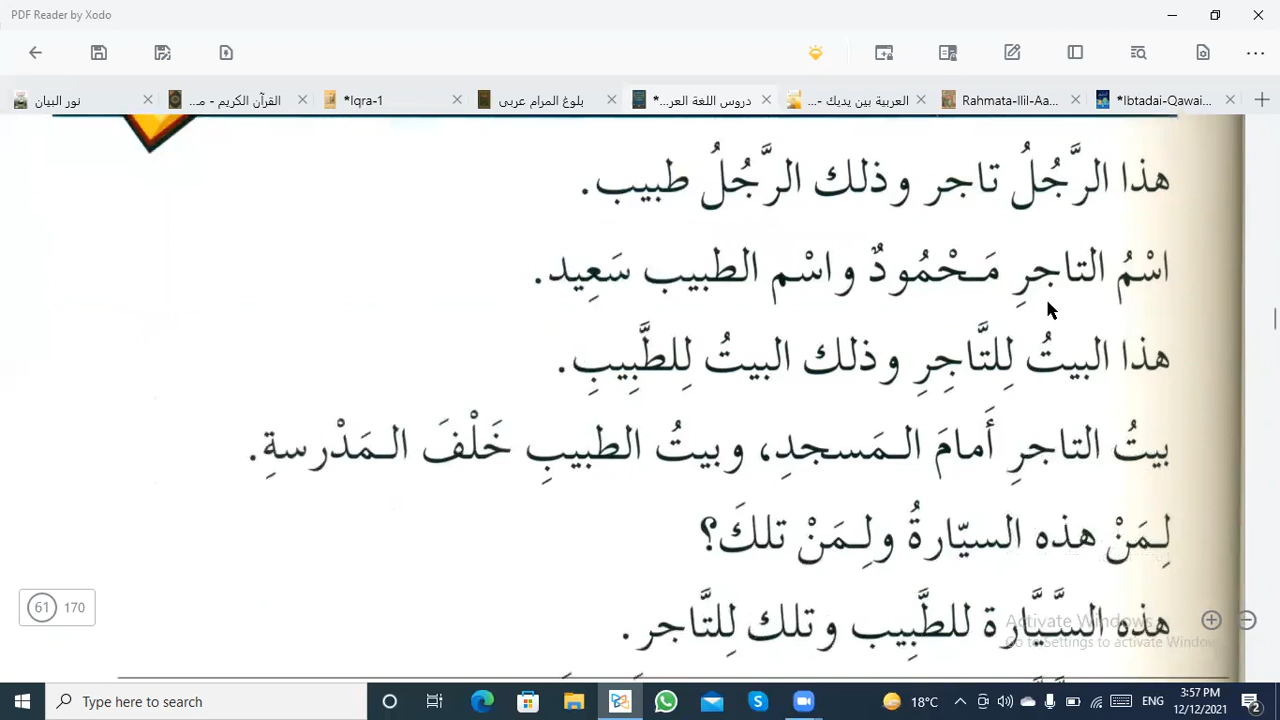 PDF Reader by Xodo
نور البيان
القرآن الكريم - م...
*Iqra-1
بلوغ المرام عربى
دروس اللغة العر...*
العربية بين يديك -...
Rahmata-Ilil-Aa...
*Ibtadai-Qawai...
هذا الرَّجُلُ تاجر وذلك الرَّجُلُ طبيب.
اسْمُ التاجرِ مَـحْمُودٌ واسْم الطبيب سَعِيد.
هذا البيتُ لِلتَّاجِرِ وذلك البيتُ لِلطَّبِيبِ.
بيتُ التاجرِ أَمامَ الـمَسجدِ، وبيتُ الطبيبِ خَلْفَ الـمَدْرسةِ.
لِـمَنْ هذه السيّارةُ ولِـمَنْ تلكَ؟
هذه السَّـيَّارة للطَّبِيب وتلك لِلتَّاجر.
61 170
Activate Windows
Go to Settings to activate Windows
Type here to search
18°C
ENG
3:57 PM
12/12/2021
2